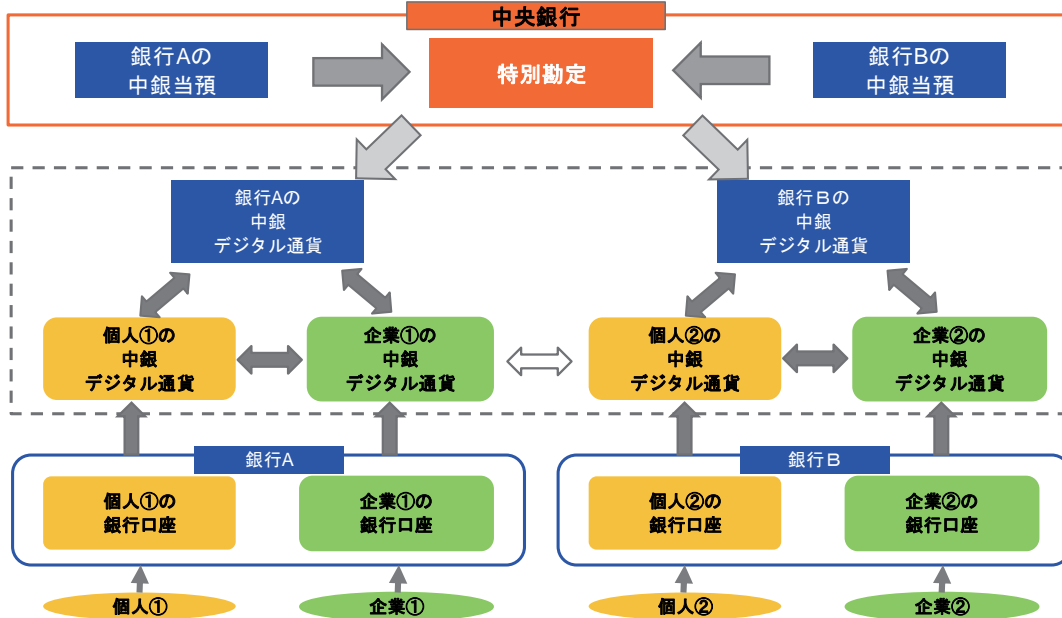 中央銀行
銀行Aの
中銀当預
特別勘定
銀行Bの
中銀当預
銀行Aの
中銀
デジタル通貨
銀行Ｂの
中銀
デジタル通貨
個人①の
中銀
デジタル通貨
企業①の
中銀
デジタル通貨
個人②の
中銀
デジタル通貨
企業②の
中銀
デジタル通貨
銀行A
銀行Ｂ
個人①の
銀行口座
企業①の
銀行口座
個人②の
銀行口座
企業②の
銀行口座
個人①
企業①
個人②
企業②